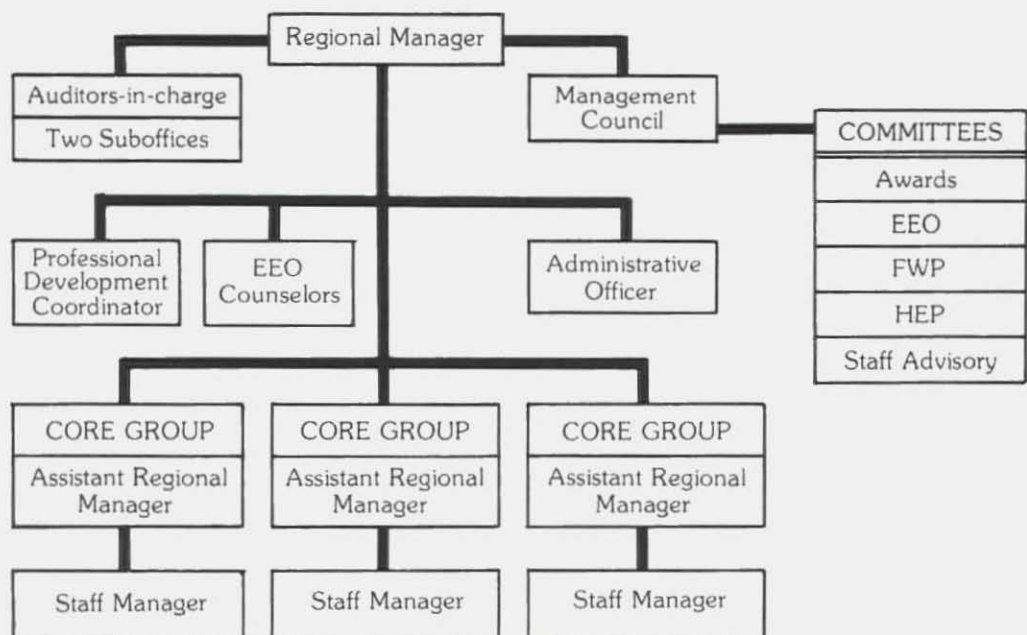 Regional Manager
Auditors-in-charge
Two Suboffices
Management
Council
COMMITTEES
Awards
EEO
FWP
HEP
Staff Advisory
Professional
Development
Coordinator
EEO
Counselors
Administrative
Officer
CORE GROUP
Assistant Regional
Manager
Staff Manager
CORE GROUP
Assistant Regional
Manager
Staff Manager
CORE GROUP
Assistant Regional
Manager
Staff Manager